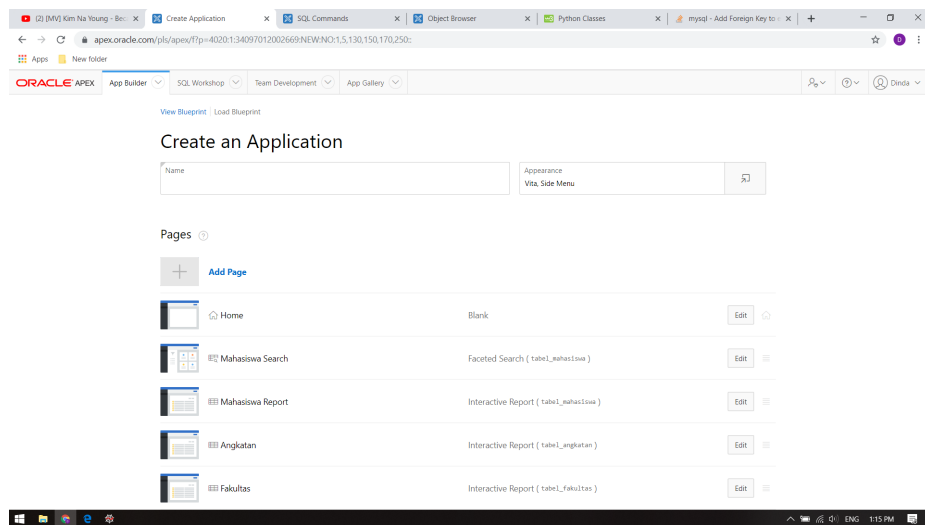 (2) [MV] Kim Na Young - Bec
Create Application
SQL Commands
Object Browser
Python Classes
mysql - Add Foreign Key to
apex.oracle.com/pls/apex/f?p=4020:1:34097012002669:NEW:NO:1,5,130,150,170,250::
D
Apps New folder
ORACLE APEX App Builder SQL Workshop Team Development App Gallery Dinda
View Blueprint Load Blueprint
Create an Application
Name
Appearance
Vita, Side Menu
Pages
Add Page
Home Blank Edit
Mahasiswa Search Faceted Search ( tabel_mahasiswa ) Edit
Mahasiswa Report Interactive Report ( tabel_mahasiswa ) Edit
Angkatan Interactive Report ( tabel_angkatan ) Edit
Fakultas Interactive Report ( tabel_fakultas ) Edit
ENG 1:15 PM